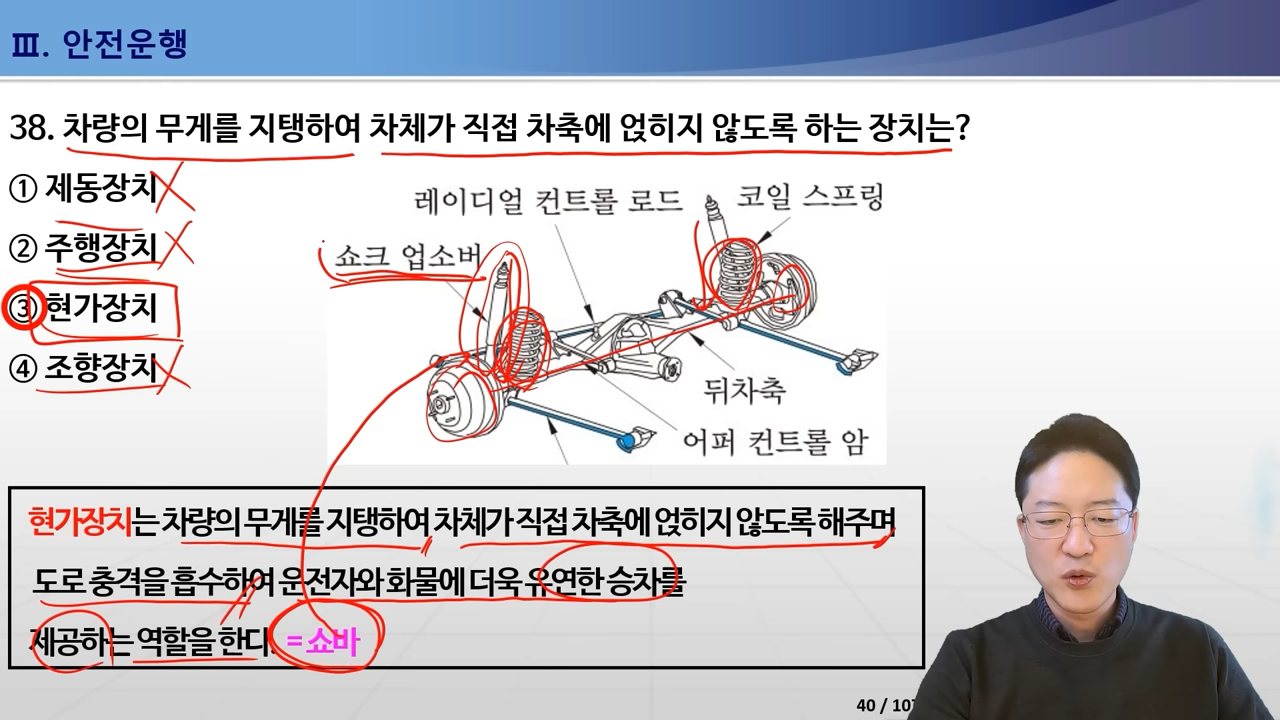 Ⅲ. 안전운행
38. 차량의 무게를 지탱하여 차체가 직접 차축에 얹히지 않도록 하는 장치는?
① 제동장치
② 주행장치
③ 현가장치
④ 조향장치
레이디얼 컨트롤 로드
코일 스프링
쇼크 업소버
뒤차축
어퍼 컨트롤 암
현가장치는 차량의 무게를 지탱하여 차체가 직접 차축에 얹히지 않도록 해주며
도로 충격을 흡수하여 운전자와 화물에 더욱 유연한 승차를
제공하는 역할을 한다. = 쇼바
40 / 107